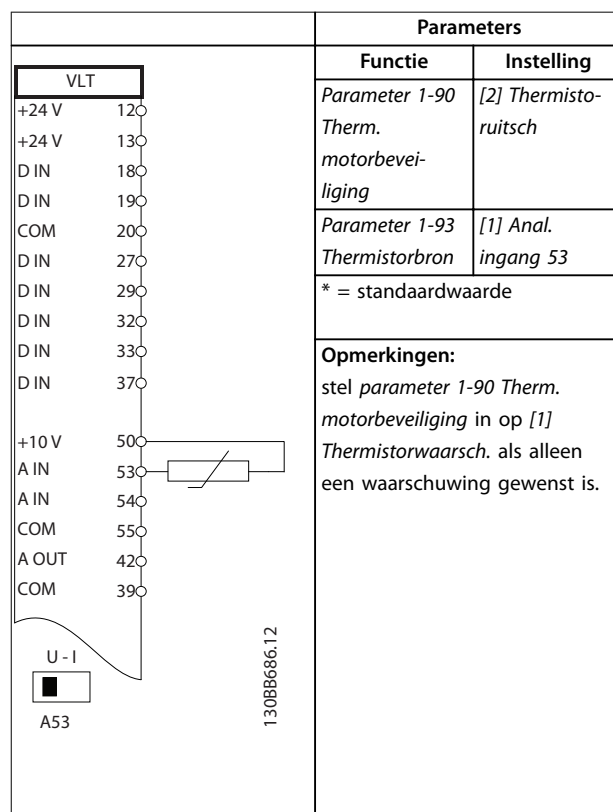 VLT
+24 V 12
+24 V 13
D IN 18
D IN 19
COM 20
D IN 27
D IN 29
D IN 32
D IN 33
D IN 37
+10 V 50
A IN 53
A IN 54
COM 55
A OUT 42
COM 39
U - I
A53
130BB686.12
Parameters
Functie Instelling
Parameter 1-90 [2] Thermisto-
Therm. ruitsch
motorbevei-
liging
Parameter 1-93 [1] Anal.
Thermistorbron ingang 53
* = standaardwaarde
Opmerkingen:
stel parameter 1-90 Therm.
motorbeveiliging in op [1]
Thermistorwaarsch. als alleen
een waarschuwing gewenst is.